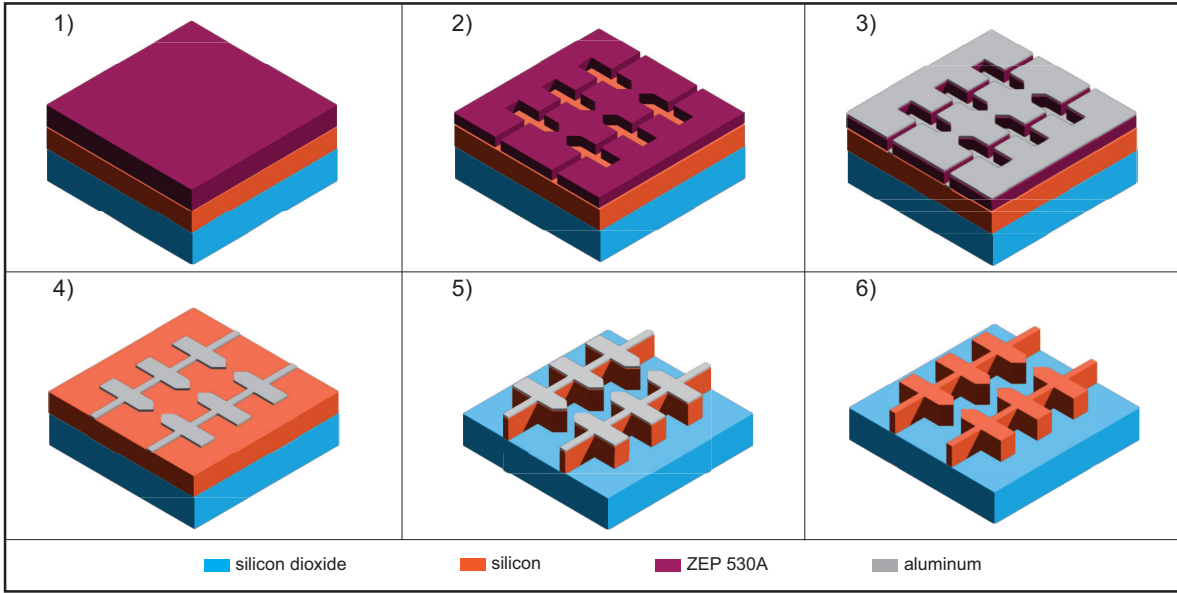 1)
2)
3)
4)
5)
6)
silicon dioxide
silicon
ZEP 530A
aluminum